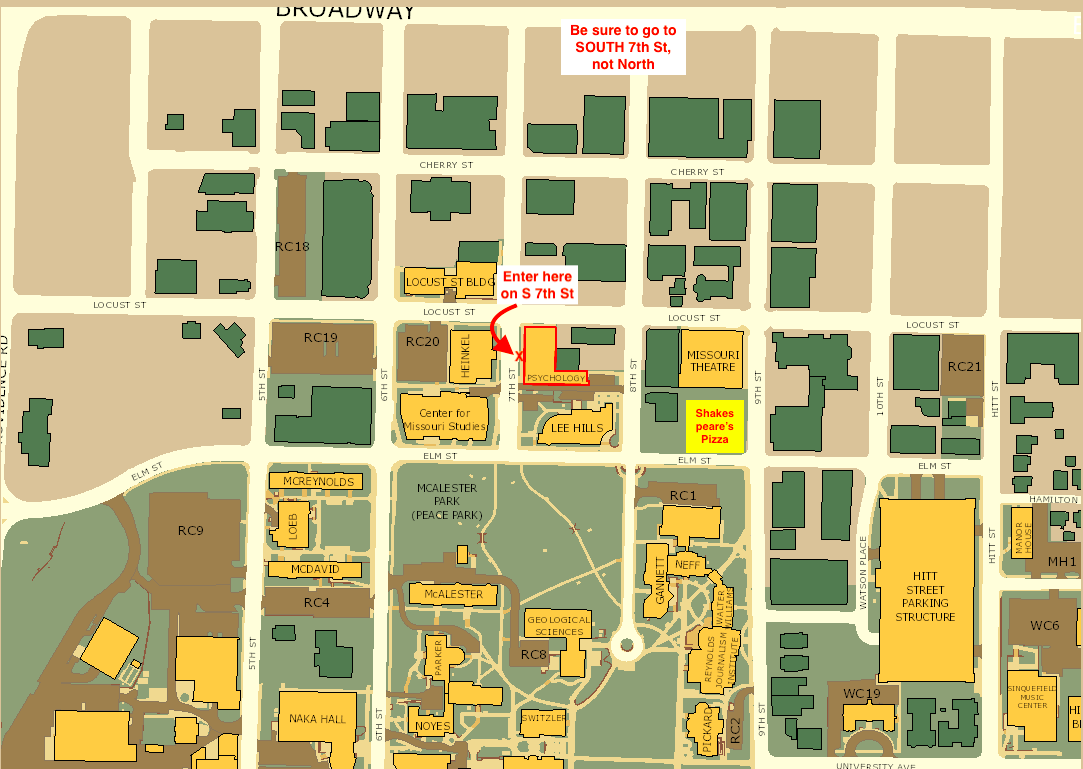 BROADWAY
Be sure to go to
SOUTH 7th St,
not North
CHERRY ST
CHERRY ST
RC18
LOCUST ST BLDG
Enter here
on S 7th St
LOCUST ST
LOCUST ST
LOCUST ST
LOCUST ST
RC19
RC20
HEINKEL
X
PSYCHOLOGY
MISSOURI
THEATRE
RC21
5TH ST
6TH ST
7TH ST
8TH ST
9TH ST
10TH ST
HITT ST
Center for
Missouri Studies
LEE HILLS
Shakes
peare's
Pizza
ELM ST
ELM ST
ELM ST
ELM ST
MCREYNOLDS
MCALESTER
PARK
(PEACE PARK)
RC1
HAMILTON
RC9
LOEB
MANOR
HOUSE
HITT ST
WATSON PLACE
MCDAVID
NEFF
GANNETT
MH1
HITT
STREET
PARKING
STRUCTURE
RC4
McALESTER
WALTER
WILLIAMS
GEOLOGICAL
SCIENCES
WC6
5TH ST
PARKER
RC8
REYNOLDS
JOURNALISM
INSTITUTE
NAKA HALL
6TH ST
NOYES
SWITZLER
PICKARD
RC2
9TH ST
WC19
SINQUEFIELD
MUSIC
CENTER
UNIVERSITY AVE